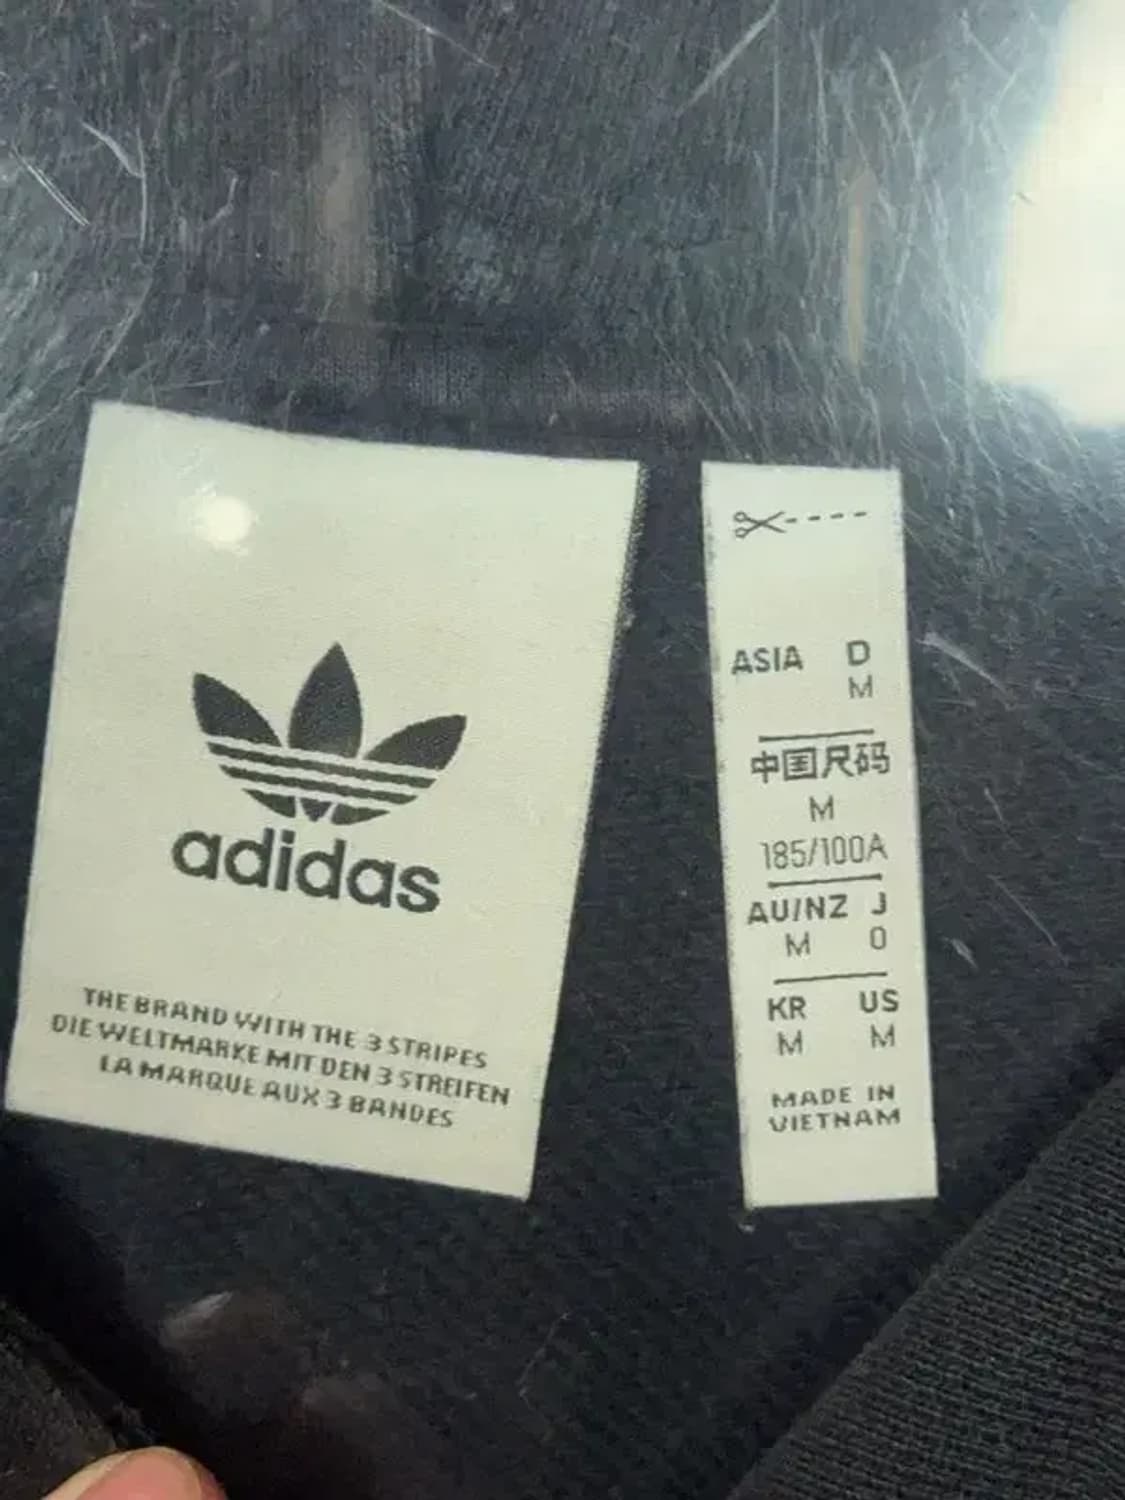 adidas
THE BRAND WITH THE 3 STRIPES
DIE WELTMARKE MIT DEN 3 STREIFEN
LA MARQUE AUX 3 BANDES
ASIA D
M
中国尺码
M
185/100A
AU/NZ J
M O
KR US
M M
MADE IN
VIETNAM